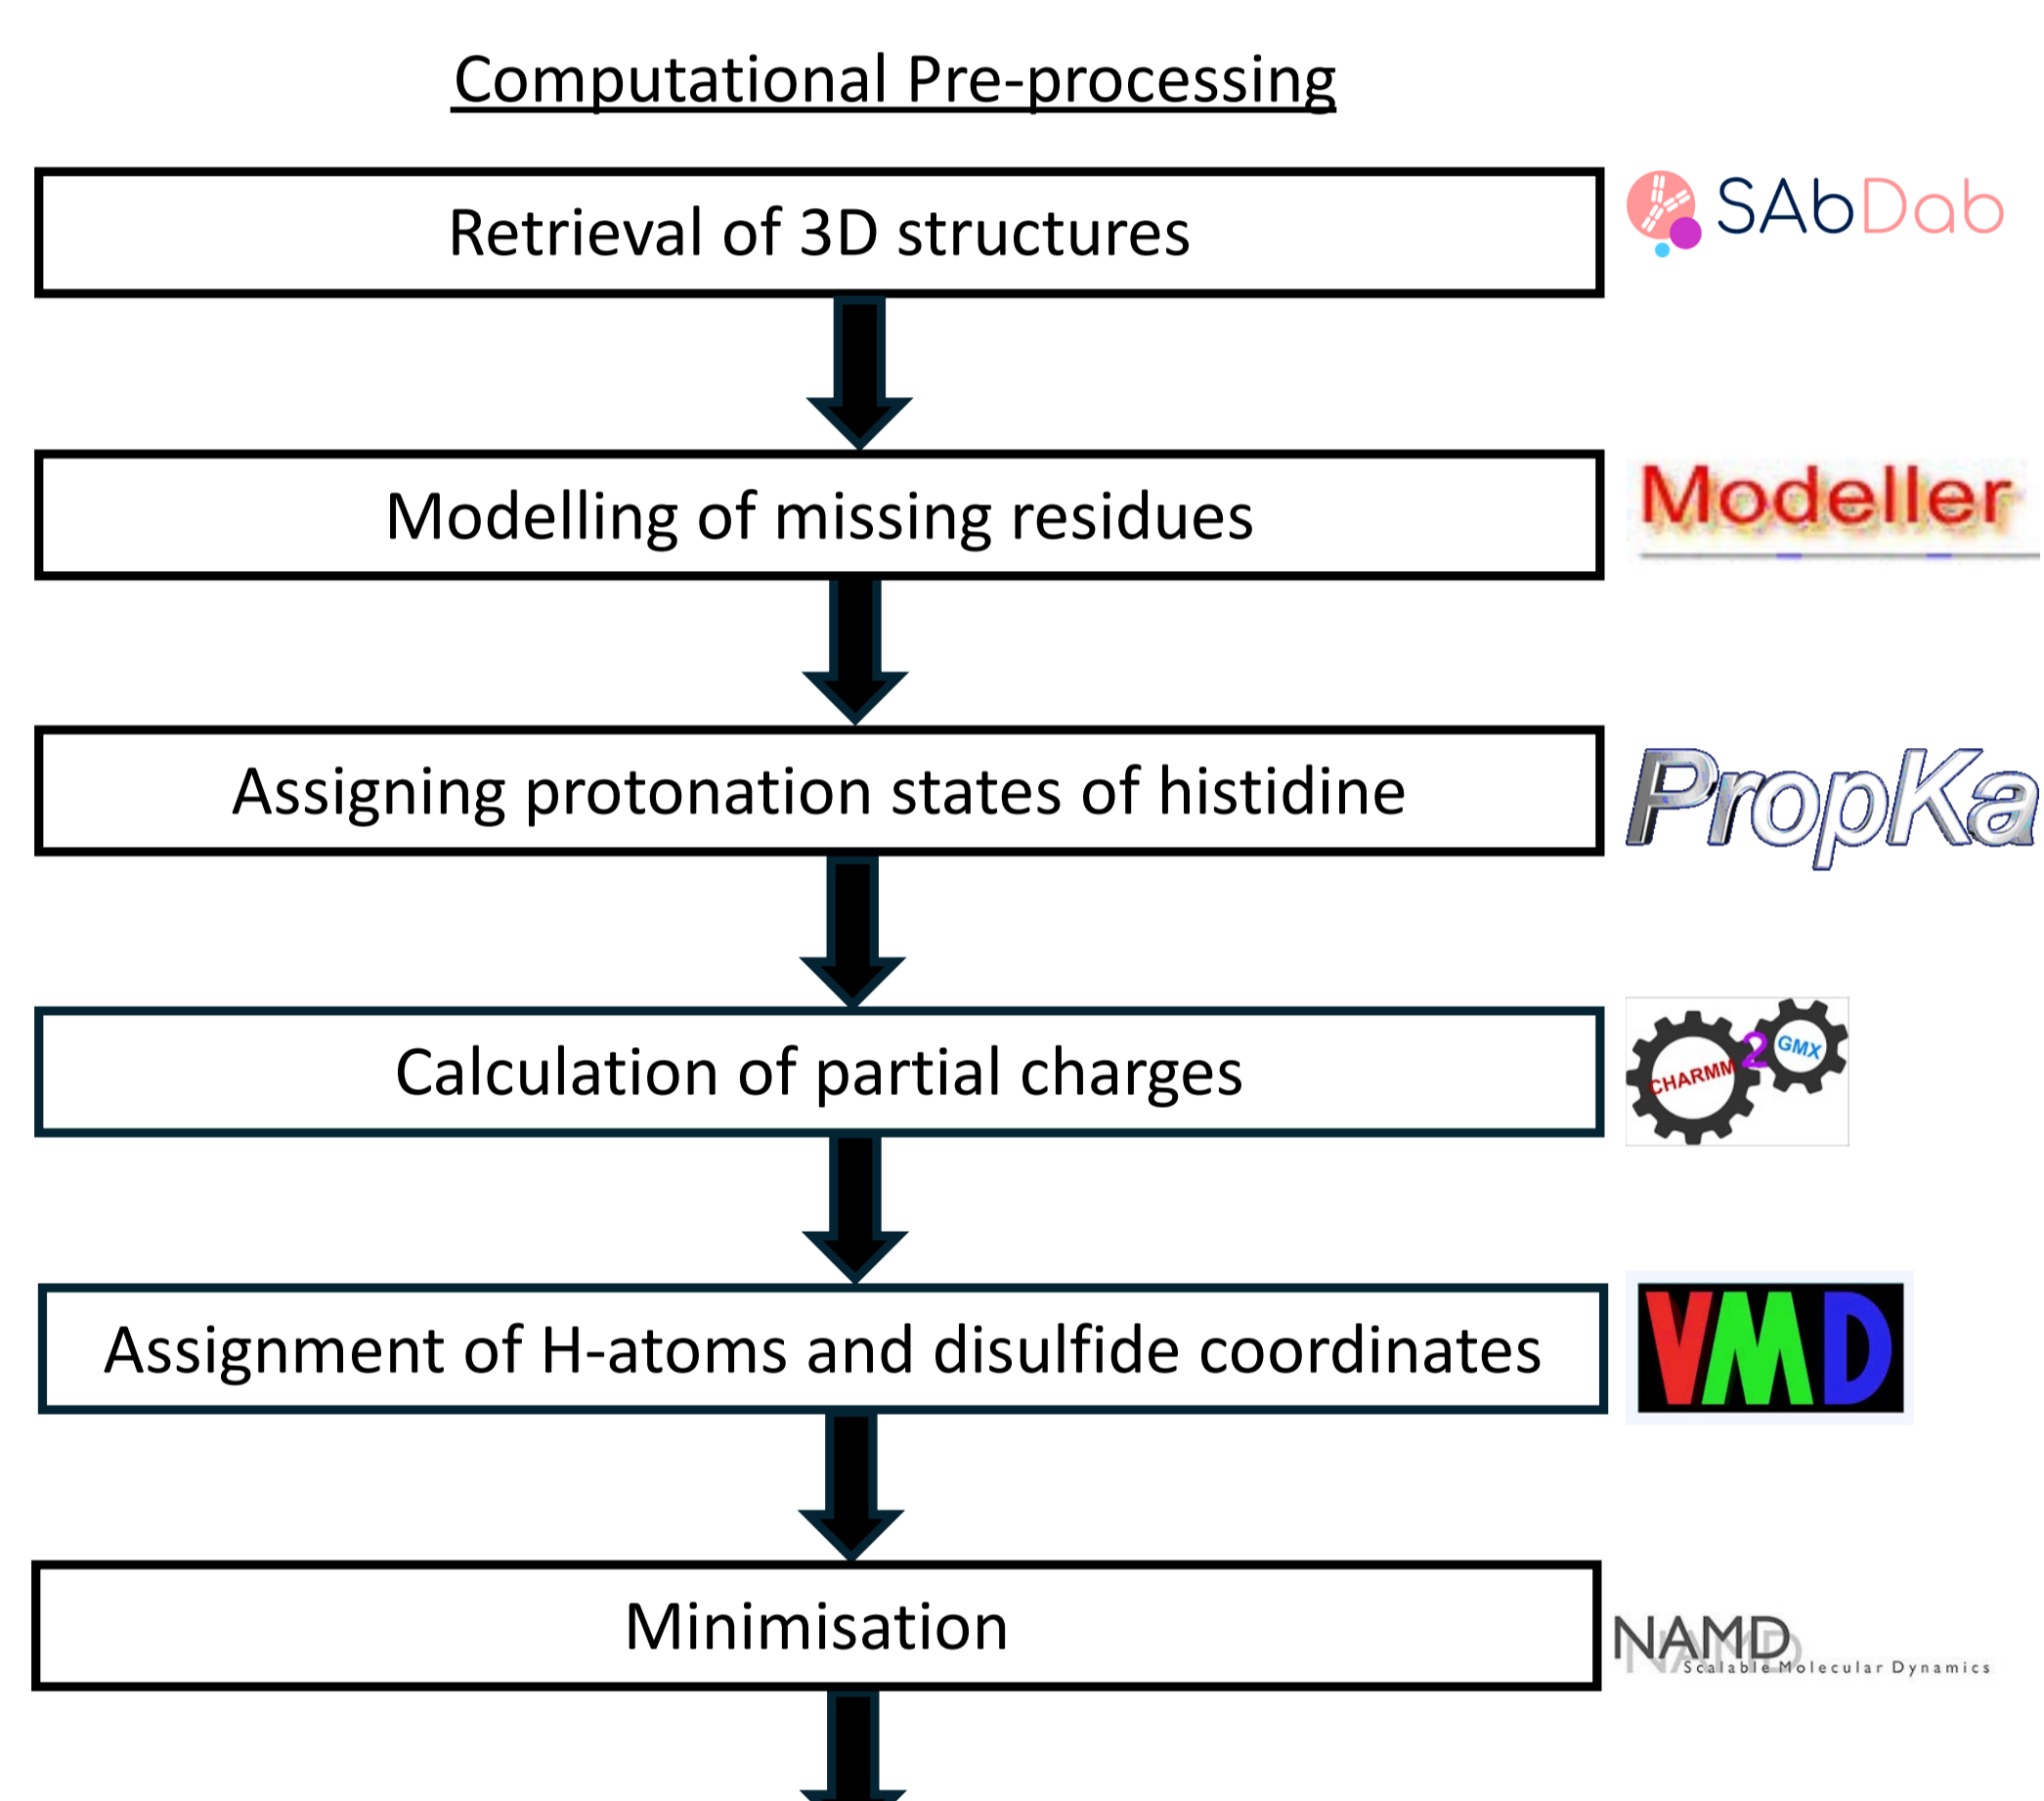 Computational Pre-processing
Retrieval of 3D structures
SAbDab
Modelling of missing residues
Modeller
Assigning protonation states of histidine
PropKa
Calculation of partial charges
CHARMM 2 GMX
Assignment of H-atoms and disulfide coordinates
VMD
Minimisation
NAMD
Scalable Molecular Dynamics